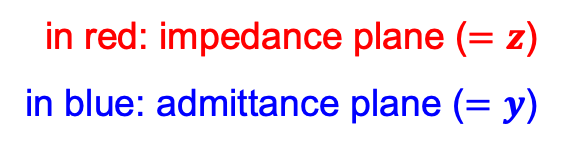 in red: impedance plane (= z)
in blue: admittance plane (= y)